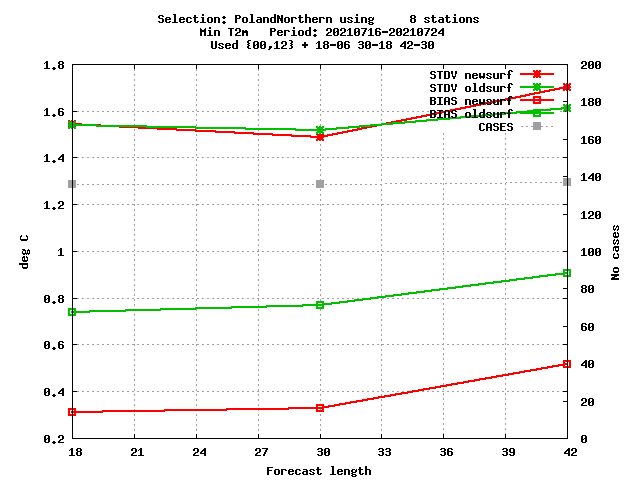 Selection: PolandNorthern using 8 stations
Min T2m Period: 20210716-20210724
Used {00,12} + 18-06 30-18 42-30
STDV newsurf
STDV oldsurf
BIAS newsurf
BIAS oldsurf
CASES
1.8
1.6
1.4
1.2
1
0.8
0.6
0.4
0.2
deg C
200
180
160
140
120
100
80
60
40
20
0
No cases
18 21 24 27 30 33 36 39 42
Forecast length